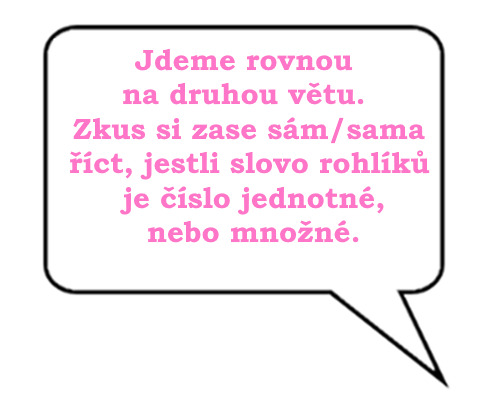 Jdeme rovnou
na druhou větu.
Zkus si zase sám/sama
říct, jestli slovo rohlíků
je číslo jednotné,
nebo množné.